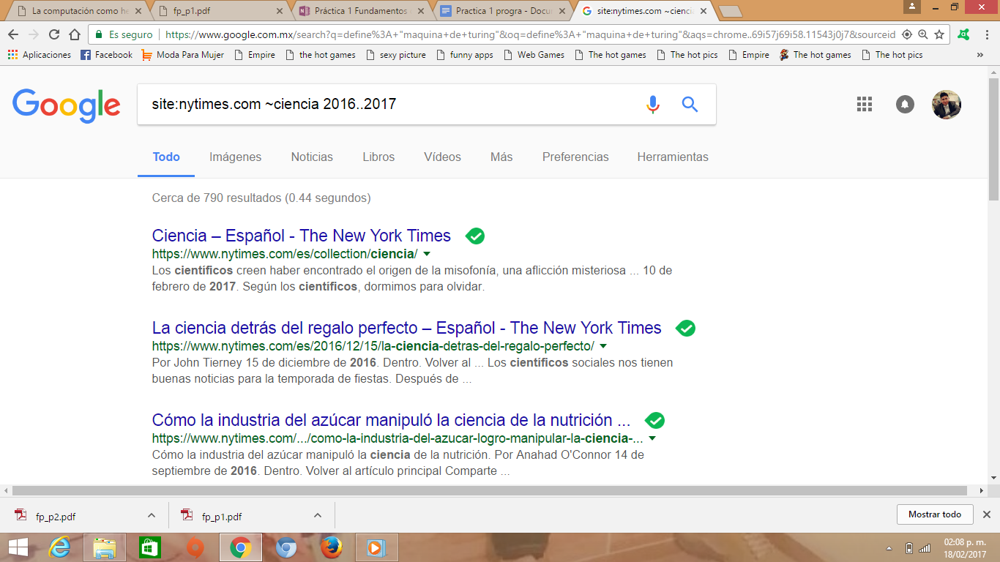 La computación como he
fp_p1.pdf
Práctica 1 Fundamentos
Practica 1 progra - Docu
site:nytimes.com ~cienci
Es seguro
https://www.google.com.mx/search?q=define%3A+"maquina+de+turing"&oq=define%3A+"maquina+de+turing"&aqs=chrome..69i57j69i58.11543j0j7&sourceid
Aplicaciones
Facebook
Moda Para Mujer
Empire
the hot games
sexy picture
funny apps
Web Games
The hot games
The hot pics
Empire
The hot games
The hot pics
»
Google
site:nytimes.com ~ciencia 2016..2017
Todo
Imágenes
Noticias
Libros
Vídeos
Más
Preferencias
Herramientas
Cerca de 790 resultados (0.44 segundos)
Ciencia – Español - The New York Times
https://www.nytimes.com/es/collection/ciencia/
Los científicos creen haber encontrado el origen de la misofonía, una aflicción misteriosa ... 10 de
febrero de 2017. Según los científicos, dormimos para olvidar.
La ciencia detrás del regalo perfecto – Español - The New York Times
https://www.nytimes.com/es/2016/12/15/la-ciencia-detras-del-regalo-perfecto/
Por John Tierney 15 de diciembre de 2016. Dentro. Volver al ... Los científicos sociales nos tienen
buenas noticias para la temporada de fiestas. Después de ...
Cómo la industria del azúcar manipuló la ciencia de la nutrición ...
https://www.nytimes.com/.../como-la-industria-del-azucar-logro-manipular-la-ciencia-...
Cómo la industria del azúcar manipuló la ciencia de la nutrición. Por Anahad O'Connor 14 de
septiembre de 2016. Dentro. Volver al artículo principal Comparte ...
fp_p2.pdf
fp_p1.pdf
Mostrar todo
02:08 p. m.
18/02/2017